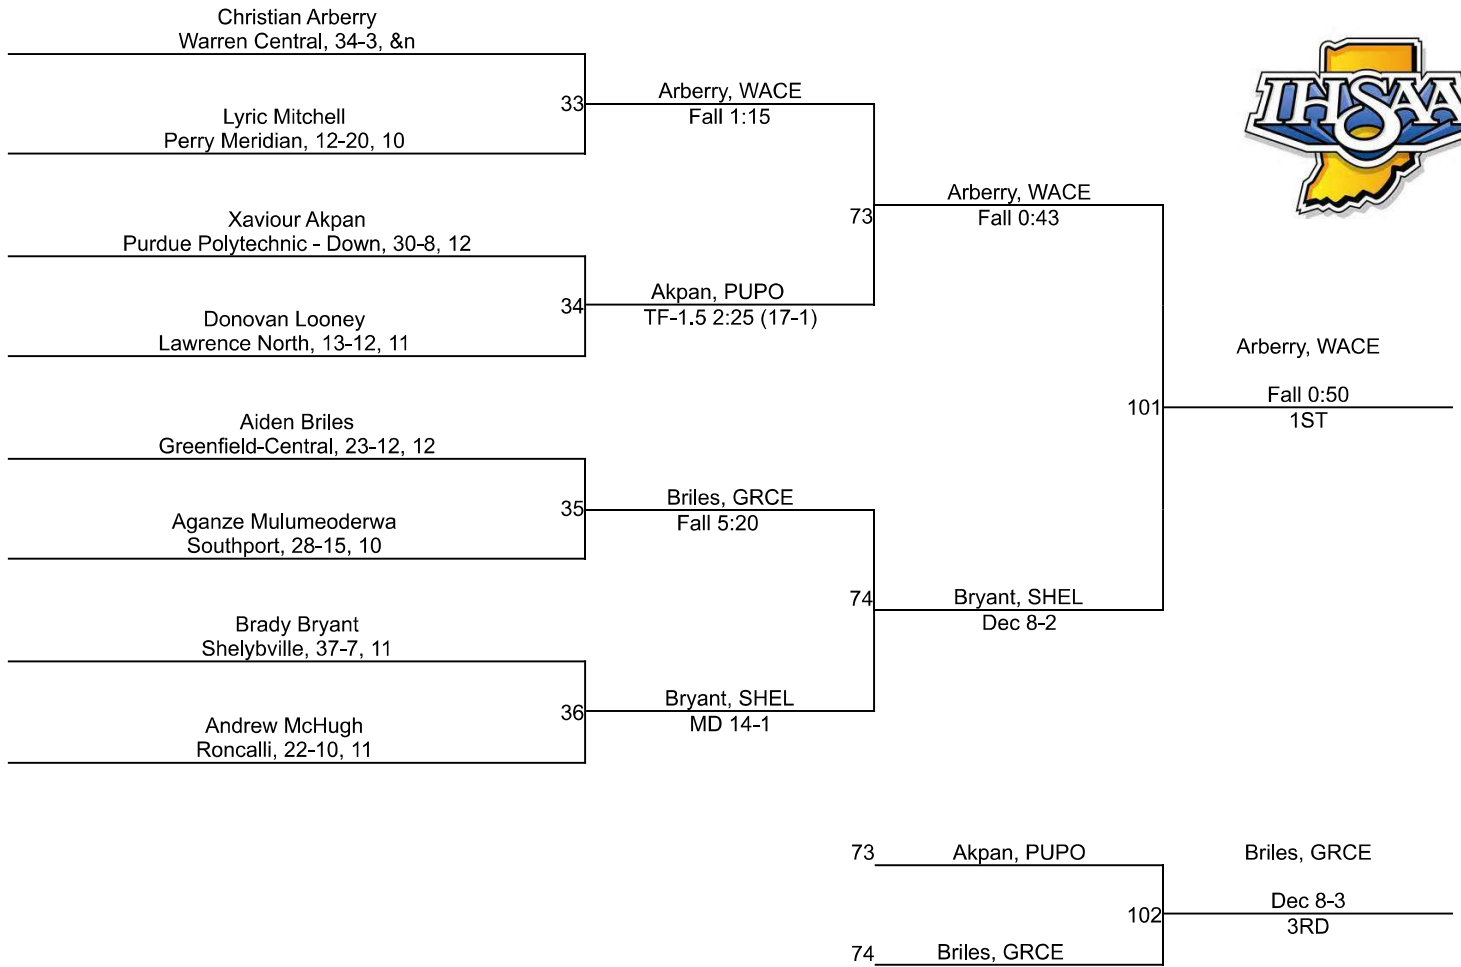 Christian Arberry
Warren Central, 34-3, &n
33
Arberry, WACE
Fall 1:15
Lyric Mitchell
Perry Meridian, 12-20, 10
IHSAA
73
Arberry, WACE
Fall 0:43
Xaviour Akpan
Purdue Polytechnic - Down, 30-8, 12
34
Akpan, PUPO
TF-1.5 2:25 (17-1)
Donovan Looney
Lawrence North, 13-12, 11
101
Arberry, WACE
Fall 0:50
1ST
Aiden Briles
Greenfield-Central, 23-12, 12
35
Briles, GRCE
Fall 5:20
Aganze Mulumeoderwa
Southport, 28-15, 10
74
Bryant, SHEL
Dec 8-2
Brady Bryant
Shelybville, 37-7, 11
36
Bryant, SHEL
MD 14-1
Andrew McHugh
Roncalli, 22-10, 11
73
Akpan, PUPO
102
Briles, GRCE
Dec 8-3
3RD
74
Briles, GRCE